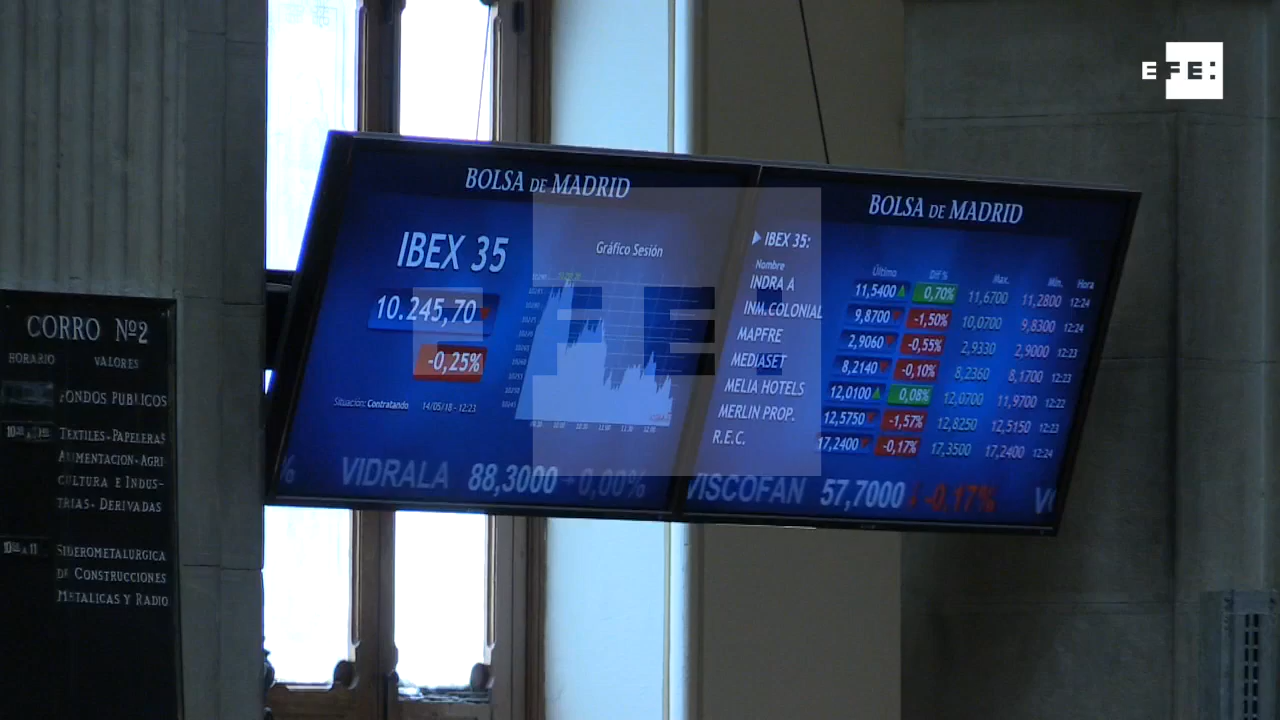 EFE:
BOLSA DE MADRID
IBEX 35
10.245,70
-0,25%
Gráfico Sesión
Situación: Contratando 14/05/18 - 12:23
VIDRALA 88,3000 0,00%
BOLSA DE MADRID
IBEX 35:
Nombre Último Dif % Max. Min. Hora
INDRA A 11,5400 0,70% 11,6700 11,2800 12:24
INM.COLONIAL 9,8700 -1,50% 10,0700 9,8300 12:24
MAPFRE 2,9060 -0,55% 2,9330 2,9000 12:23
MEDIASET 8,2140 -0,10% 8,2360 8,1700 12:23
MELIA HOTELS 12,0100 0,08% 12,0700 11,9700 12:22
MERLIN PROP. 12,5750 -1,57% 12,8250 12,5150 12:23
R.E.C. 17,2400 -0,17% 17,3500 17,2400 12:24
VISCOFAN 57,7000 -0,17%
EFE
CORRO Nº2
HORARIO VALORES
FONDOS PUBLICOS
TEXTILES-PAPELERAS
ALIMENTACION-AGRI-
CULTURA E INDUS-
TRIAS-DERIVADAS
SIDEROMETALURGICA
DE CONSTRUCCIONES
METALICAS Y RADIO